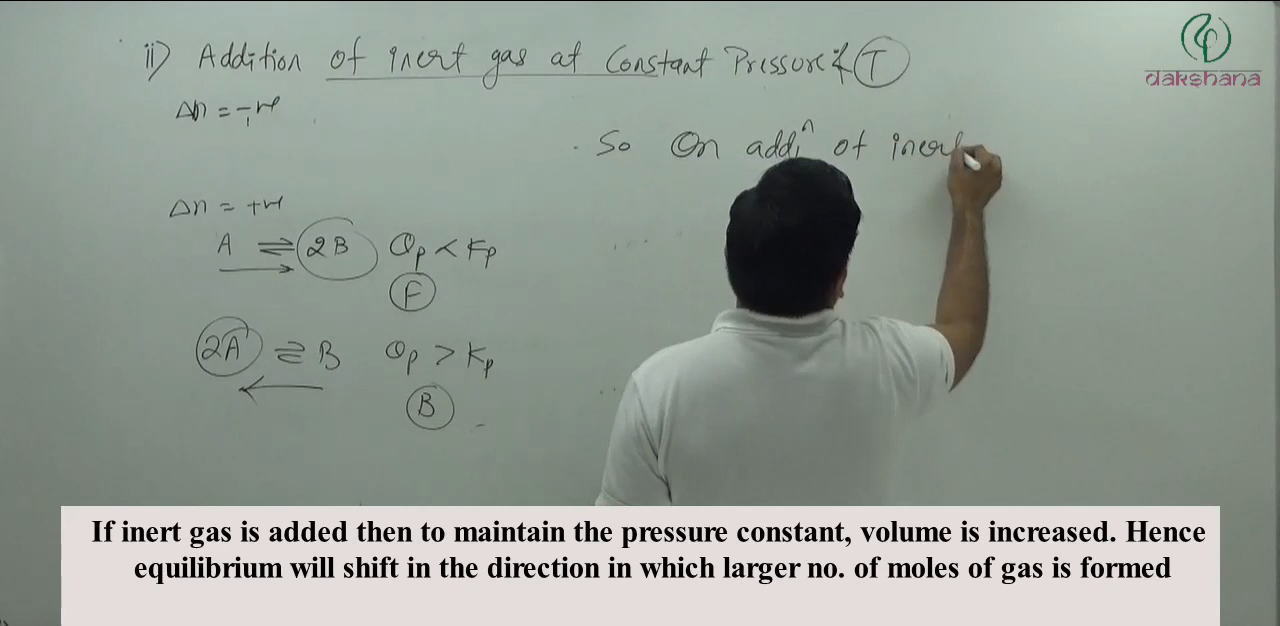 ii) Addition of inert gas at Constant Pressure & T
dakshana
Δn = -ve
So On addⁿ of inert
Δn = +ve
A ⇌ 2B Qp < Kp
F
2A ⇌ B Qp > Kp
B
If inert gas is added then to maintain the pressure constant, volume is increased. Hence
equilibrium will shift in the direction in which larger no. of moles of gas is formed